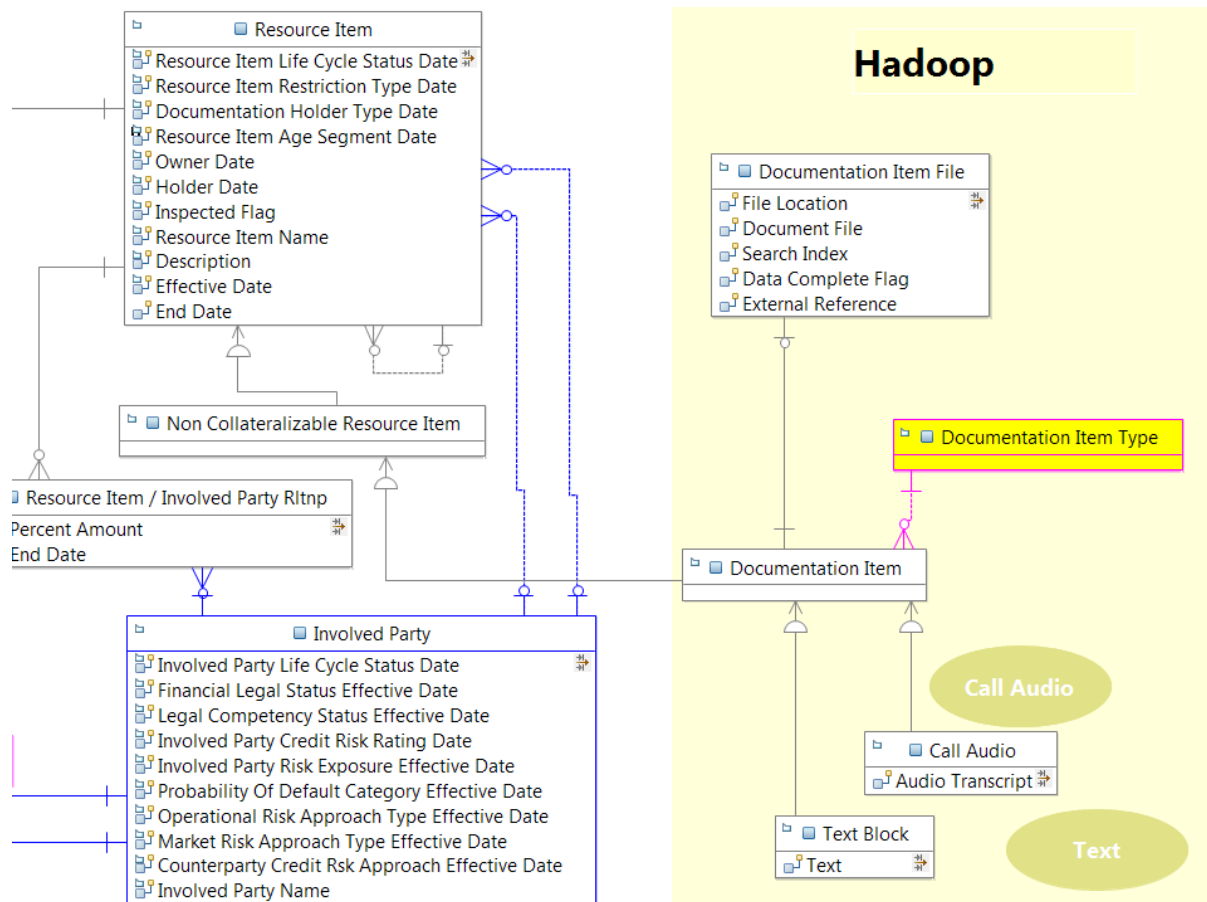 Resource Item
Resource Item Life Cycle Status Date
Resource Item Restriction Type Date
Documentation Holder Type Date
Resource Item Age Segment Date
Owner Date
Holder Date
Inspected Flag
Resource Item Name
Description
Effective Date
End Date
Non Collateralizable Resource Item
Resource Item / Involved Party Rltnp
Percent Amount
End Date
Involved Party
Involved Party Life Cycle Status Date
Financial Legal Status Effective Date
Legal Competency Status Effective Date
Involved Party Credit Risk Rating Date
Involved Party Risk Exposure Effective Date
Probability Of Default Category Effective Date
Operational Risk Approach Type Effective Date
Market Risk Approach Type Effective Date
Counterparty Credit Rsk Approach Effective Date
Involved Party Name
Hadoop
Documentation Item File
File Location
Document File
Search Index
Data Complete Flag
External Reference
Documentation Item Type
Documentation Item
Call Audio
Call Audio
Audio Transcript
Text Block
Text
Text